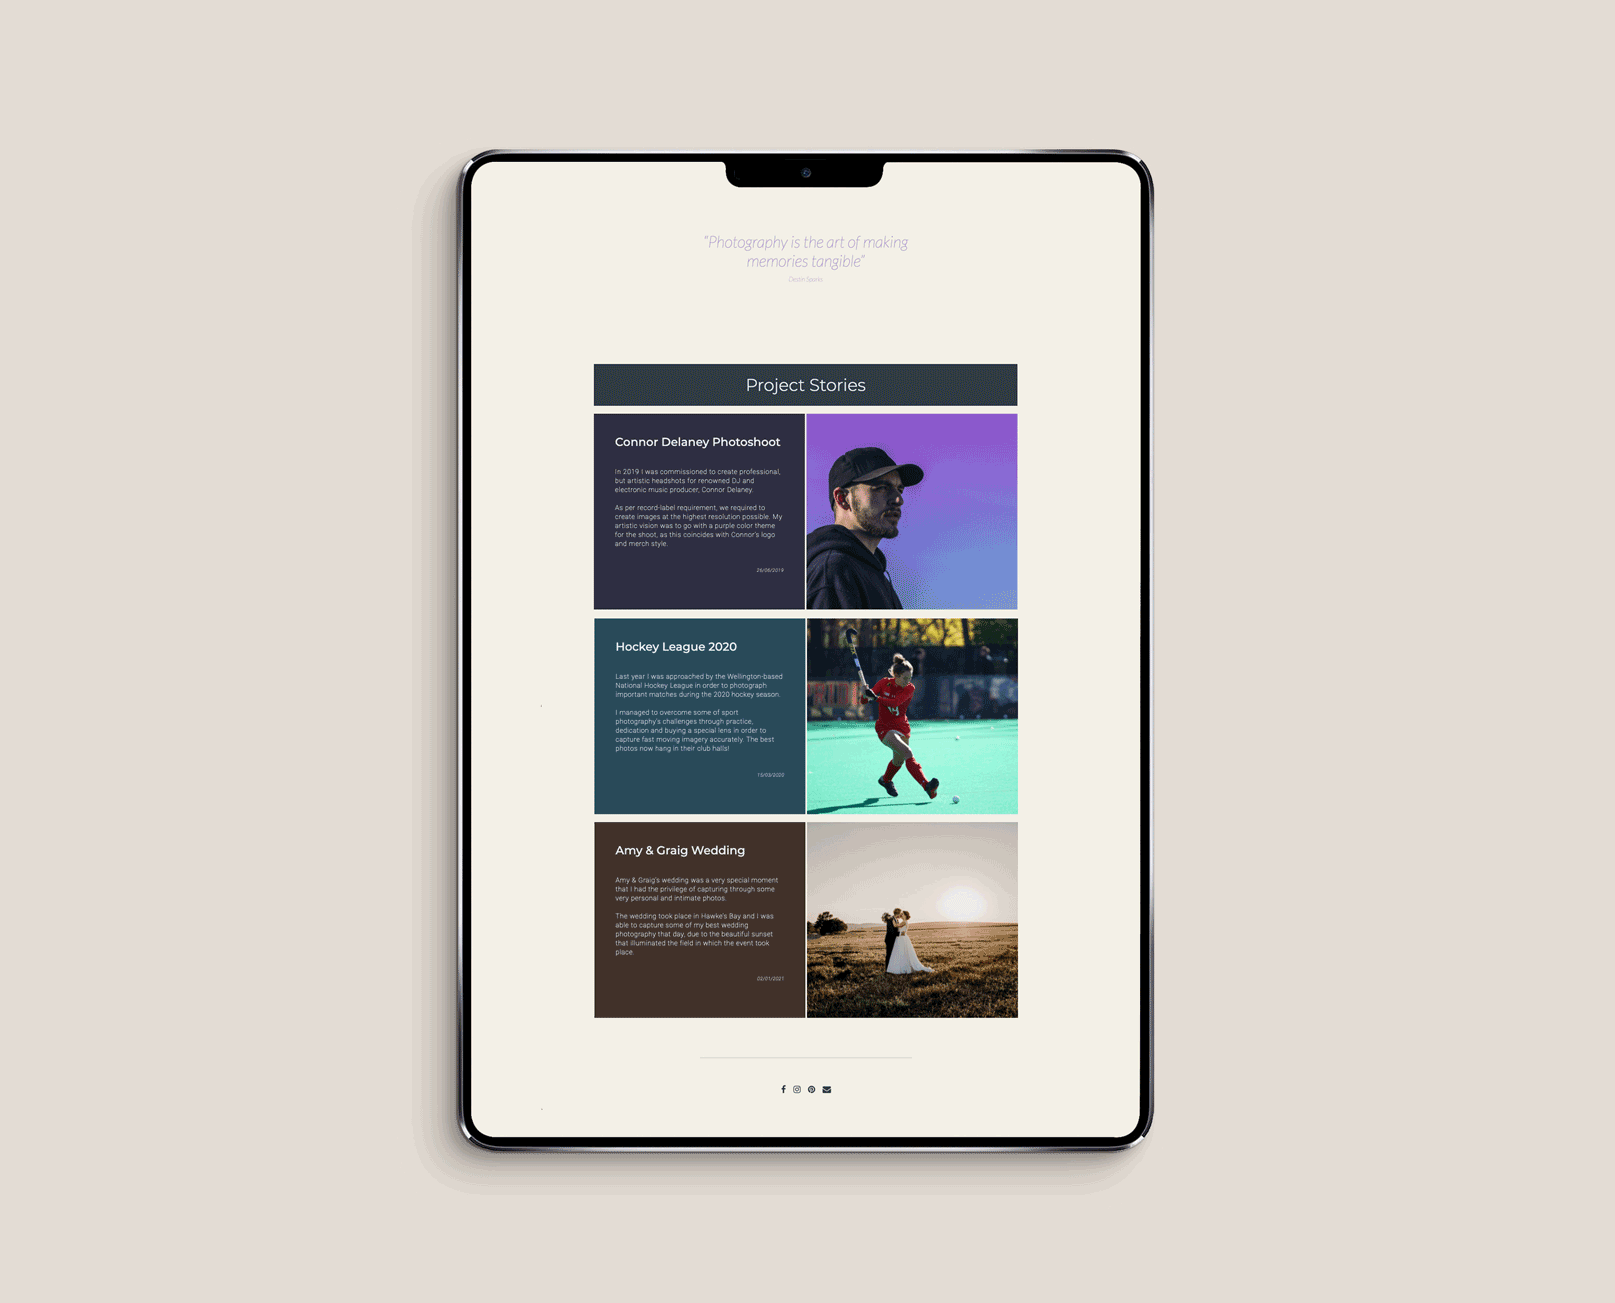 “Photography is the art of making
memories tangible”
Destin Sparks
Project Stories
Connor Delaney Photoshoot
In 2019 I was commissioned to create professional,
but artistic headshots for renowned DJ and
electronic music producer, Connor Delaney.
As per record-label requirement, we required to
create images at the highest resolution possible. My
artistic vision was to go with a purple color theme
for the shoot, as this coincides with Connor's logo
and merch style.
26/06/2019
Hockey League 2020
Last year I was approached by the Wellington-based
National Hockey League in order to photograph
important matches during the 2020 hockey season.
I managed to overcome some of sport
photography's challenges through practice,
dedication and buying a special lens in order to
capture fast moving imagery accurately. The best
photos now hang in their club halls!
15/03/2020
Amy & Graig Wedding
Amy & Graig's wedding was a very special moment
that I had the privilege of capturing through some
very personal and intimate photos.
The wedding took place in Hawke's Bay and I was
able to capture some of my best wedding
photography that day, due to the beautiful sunset
that illuminated the field in which the event took
place.
02/01/2021